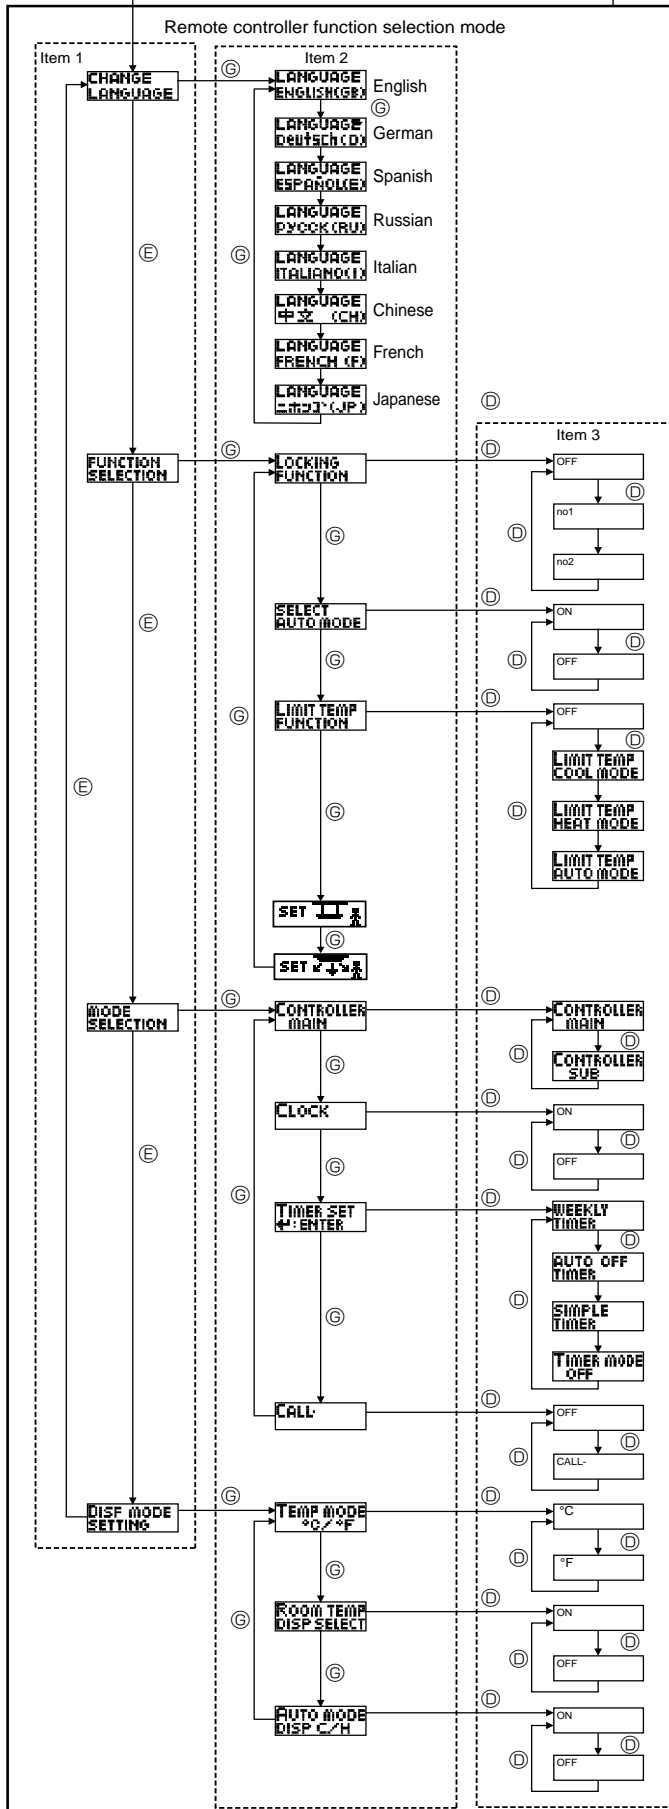 Remote controller function selection mode
Item 1
Item 2
CHANGE
LANGUAGE
Ⓖ
LANGUAGE
ENGLISH(GB)
English
Ⓖ
LANGUAGE
Deutsch(D)
German
LANGUAGE
ESPAÑOL(E)
Spanish
LANGUAGE
РУССК(RU)
Russian
Ⓔ
Ⓖ
LANGUAGE
ITALIANO(I)
Italian
LANGUAGE
中文 (CH)
Chinese
LANGUAGE
FRENCH (F)
French
LANGUAGE
ニホンゴ(JP)
Japanese
Ⓓ
Item 3
FUNCTION
SELECTION
Ⓖ
LOCKING
FUNCTION
Ⓓ
OFF
Ⓓ
no1
Ⓓ
no2
Ⓖ
Ⓔ
SELECT
AUTO MODE
Ⓓ
ON
Ⓓ
Ⓓ
OFF
Ⓖ
Ⓖ
LIMIT TEMP
FUNCTION
Ⓓ
OFF
Ⓓ
LIMIT TEMP
COOL MODE
Ⓔ
Ⓖ
Ⓓ
LIMIT TEMP
HEAT MODE
LIMIT TEMP
AUTO MODE
SET
Ⓖ
SET
MODE
SELECTION
Ⓖ
CONTROLLER
MAIN
Ⓓ
CONTROLLER
MAIN
Ⓓ
Ⓓ
CONTROLLER
SUB
Ⓖ
CLOCK
Ⓓ
ON
Ⓓ
Ⓓ
OFF
Ⓔ
Ⓖ
Ⓖ
TIMER SET
↵:ENTER
Ⓓ
WEEKLY
TIMER
Ⓓ
AUTO OFF
TIMER
Ⓖ
Ⓓ
SIMPLE
TIMER
TIMER MODE
OFF
CALL-
Ⓓ
OFF
Ⓓ
Ⓓ
CALL-
DISP MODE
SETTING
Ⓖ
TEMP MODE
°C/°F
Ⓓ
°C
Ⓓ
Ⓓ
°F
Ⓖ
Ⓖ
ROOM TEMP
DISP SELECT
Ⓓ
ON
Ⓓ
Ⓓ
OFF
Ⓖ
AUTO MODE
DISP C/H
Ⓓ
ON
Ⓓ
Ⓓ
OFF